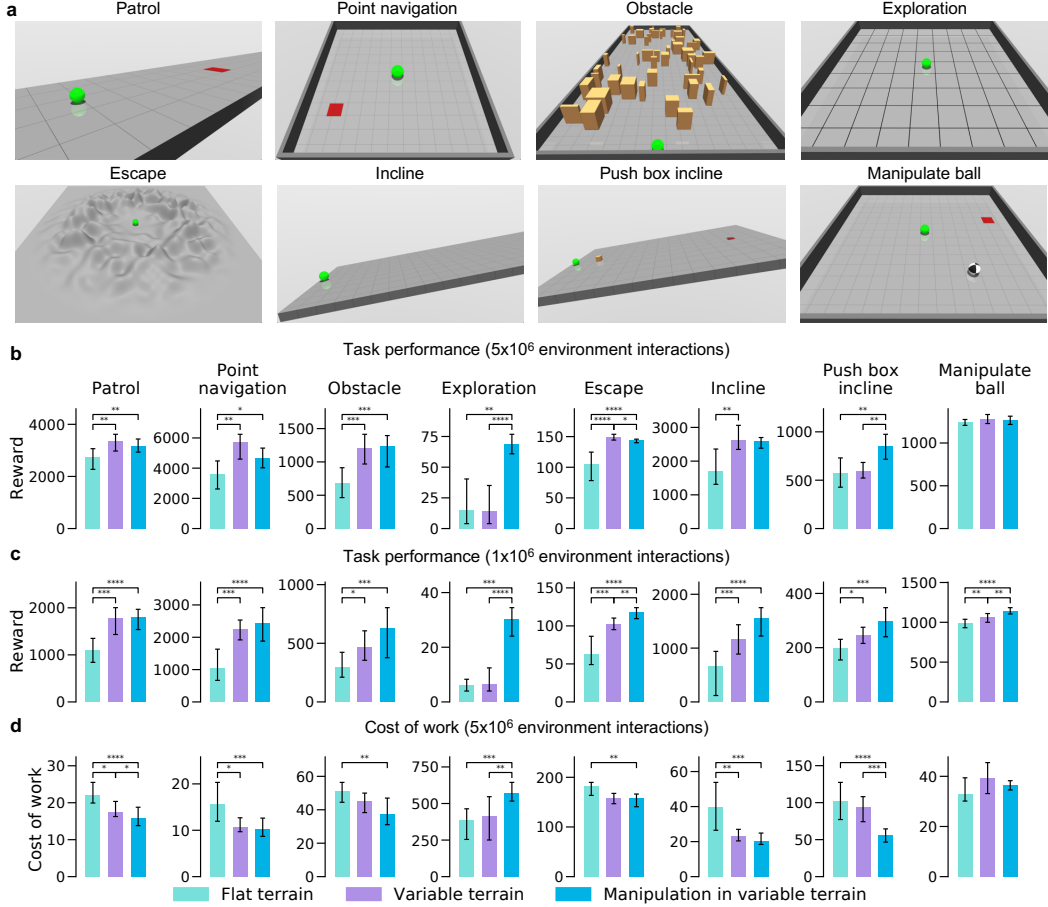 a
Patrol Point navigation Obstacle Exploration
Escape Incline Push box incline Manipulate ball
b
Task performance (5x10⁶ environment interactions)
Patrol Point navigation Obstacle Exploration Escape Incline Push box incline Manipulate ball
Reward
4000 2000 0
** **
6000 4000 2000 0
* **
1500 1000 500 0
*** ***
75 50 25 0
** ****
150 100 50 0
**** **** *
3000 2000 1000 0
**
1000 500 0
** **
1000 0
c
Task performance (1x10⁶ environment interactions)
Reward
2000 1000 0
**** ***
3000 2000 1000 0
**** ***
1000 500 0
*** *
40 20 0
*** ****
150 100 50 0
**** *** **
2000 1000 0
**** ***
400 200 0
*** *
1000 500 0
**** ** **
1500
d
Cost of work (5x10⁶ environment interactions)
Cost of work
30 20 10 0
**** * *
20 10 0
*** *
60 40 20 0
**
750 500 250 0
*** **
200 100 0
**
60 40 20 0
*** **
150 100 50 0
**** ***
40 20 0
Flat terrain Variable terrain Manipulation in variable terrain